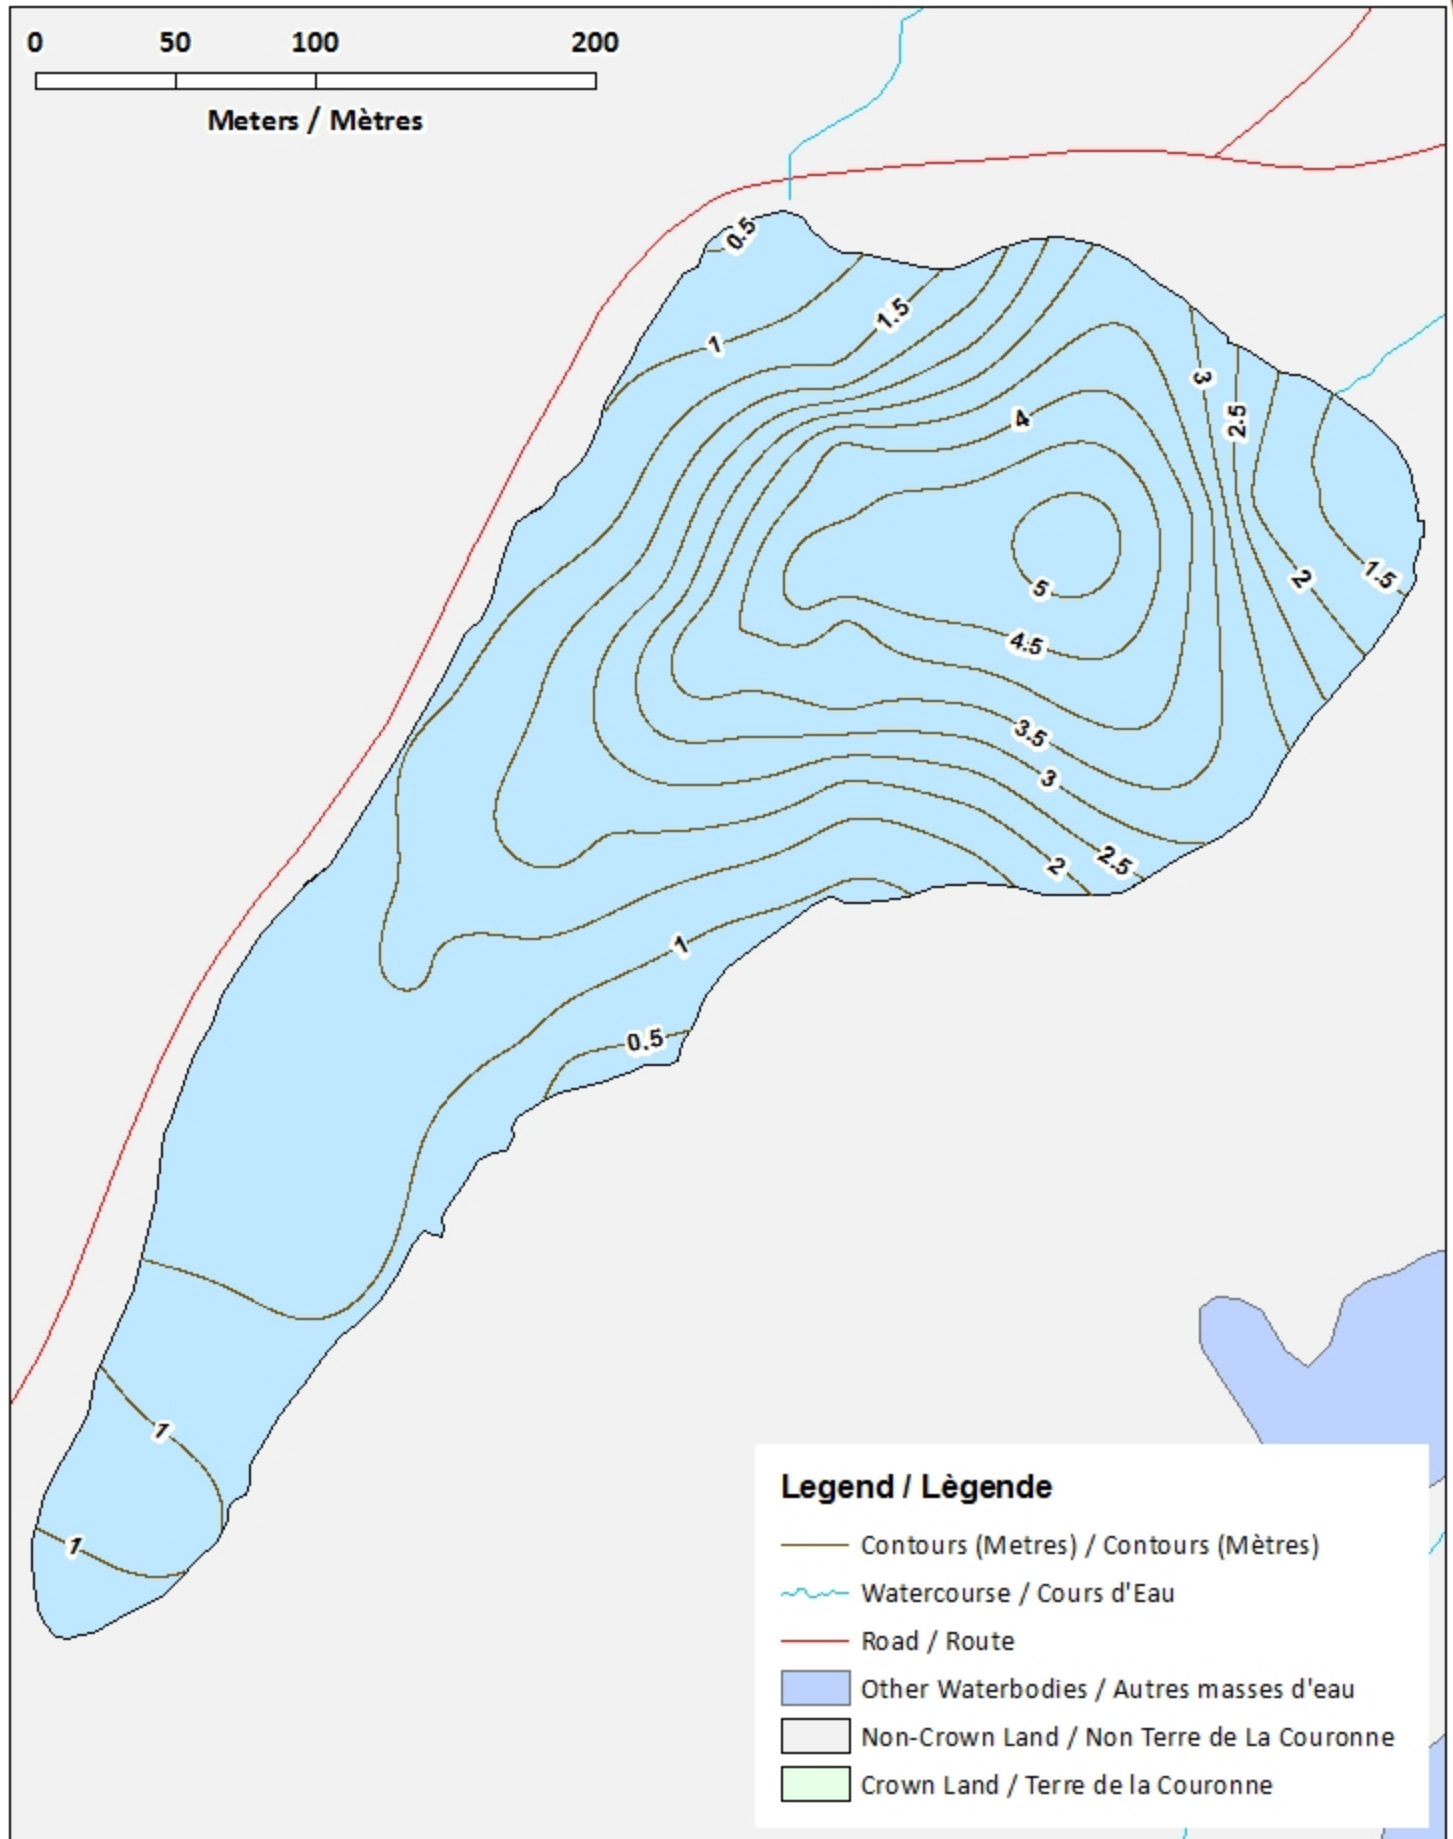 0 50 100 200
Meters / Mètres
0.5
1
1.5
3
2.5
4
5
2
1.5
4.5
3.5
3
2.5
2
1
0.5
1
1
Legend / Lègende
Contours (Metres) / Contours (Mètres)
Watercourse / Cours d'Eau
Road / Route
Other Waterbodies / Autres masses d'eau
Non-Crown Land / Non Terre de La Couronne
Crown Land / Terre de la Couronne